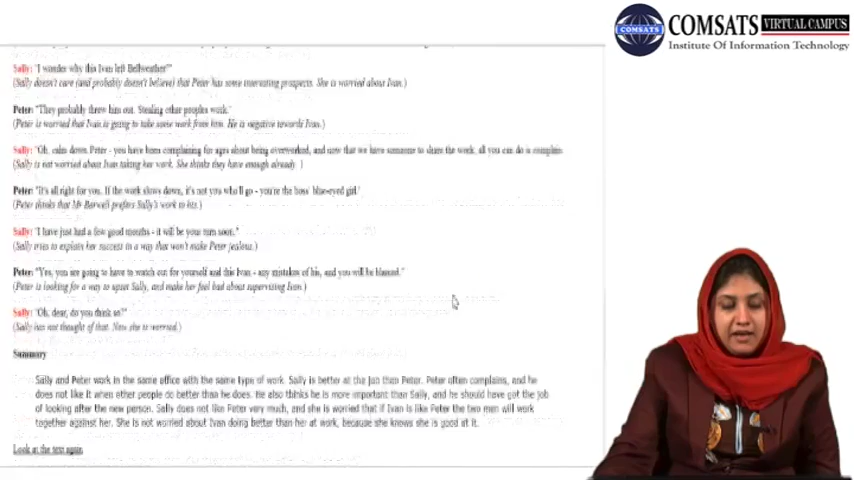 COMSATS VIRTUAL CAMPUS
Institute Of Information Technology
Sally: "I wonder why this Ivan left Bellweather?"
(Sally doesn't care (and probably doesn't believe) that Peter has some interesting prospects. She is worried about Ivan.)
Peter: "They probably threw him out. Stealing other peoples work."
(Peter is worried that Ivan is going to take some work from him. He is negative towards Ivan.)
Sally: "Oh, calm down. Peter - you have been complaining for ages about being overworked, and now that we have someone to share the work, all you can do is complain.
(Sally is not worried about Ivan taking her work. She thinks they have enough already )
Peter: "It's all right for you. If the work slows down, it's not you who'll go - you're the boss' blue-eyed girl."
(Peter thinks that Mr Barwell prefers Sally's work to his.)
Sally: "I have just had a few good months - it will be your turn soon."
(Sally tries to explain her success in a way that won't make Peter jealous.)
Peter: "Yes, you are going to have to watch out for yourself and this Ivan - any mistakes of his, and you will be blamed."
(Peter is looking for a way to upset Sally, and make her feel bad about supervising Ivan.)
Sally: "Oh, dear, do you think so?"
(Sally has not thought of that. Now she is worried.)
Summary
Sally and Peter work in the same office with the same type of work. Sally is better at the job than Peter. Peter often complains, and he
does not like it when other people do better than he does. He also thinks he is more important than Sally, and he should have got the job
of looking after the new person. Sally does not like Peter very much, and she is worried that if Ivan is like Peter the two men will work
together against her. She is not worried about Ivan doing better than her at work, because she knows she is good at it.
Look at the text again